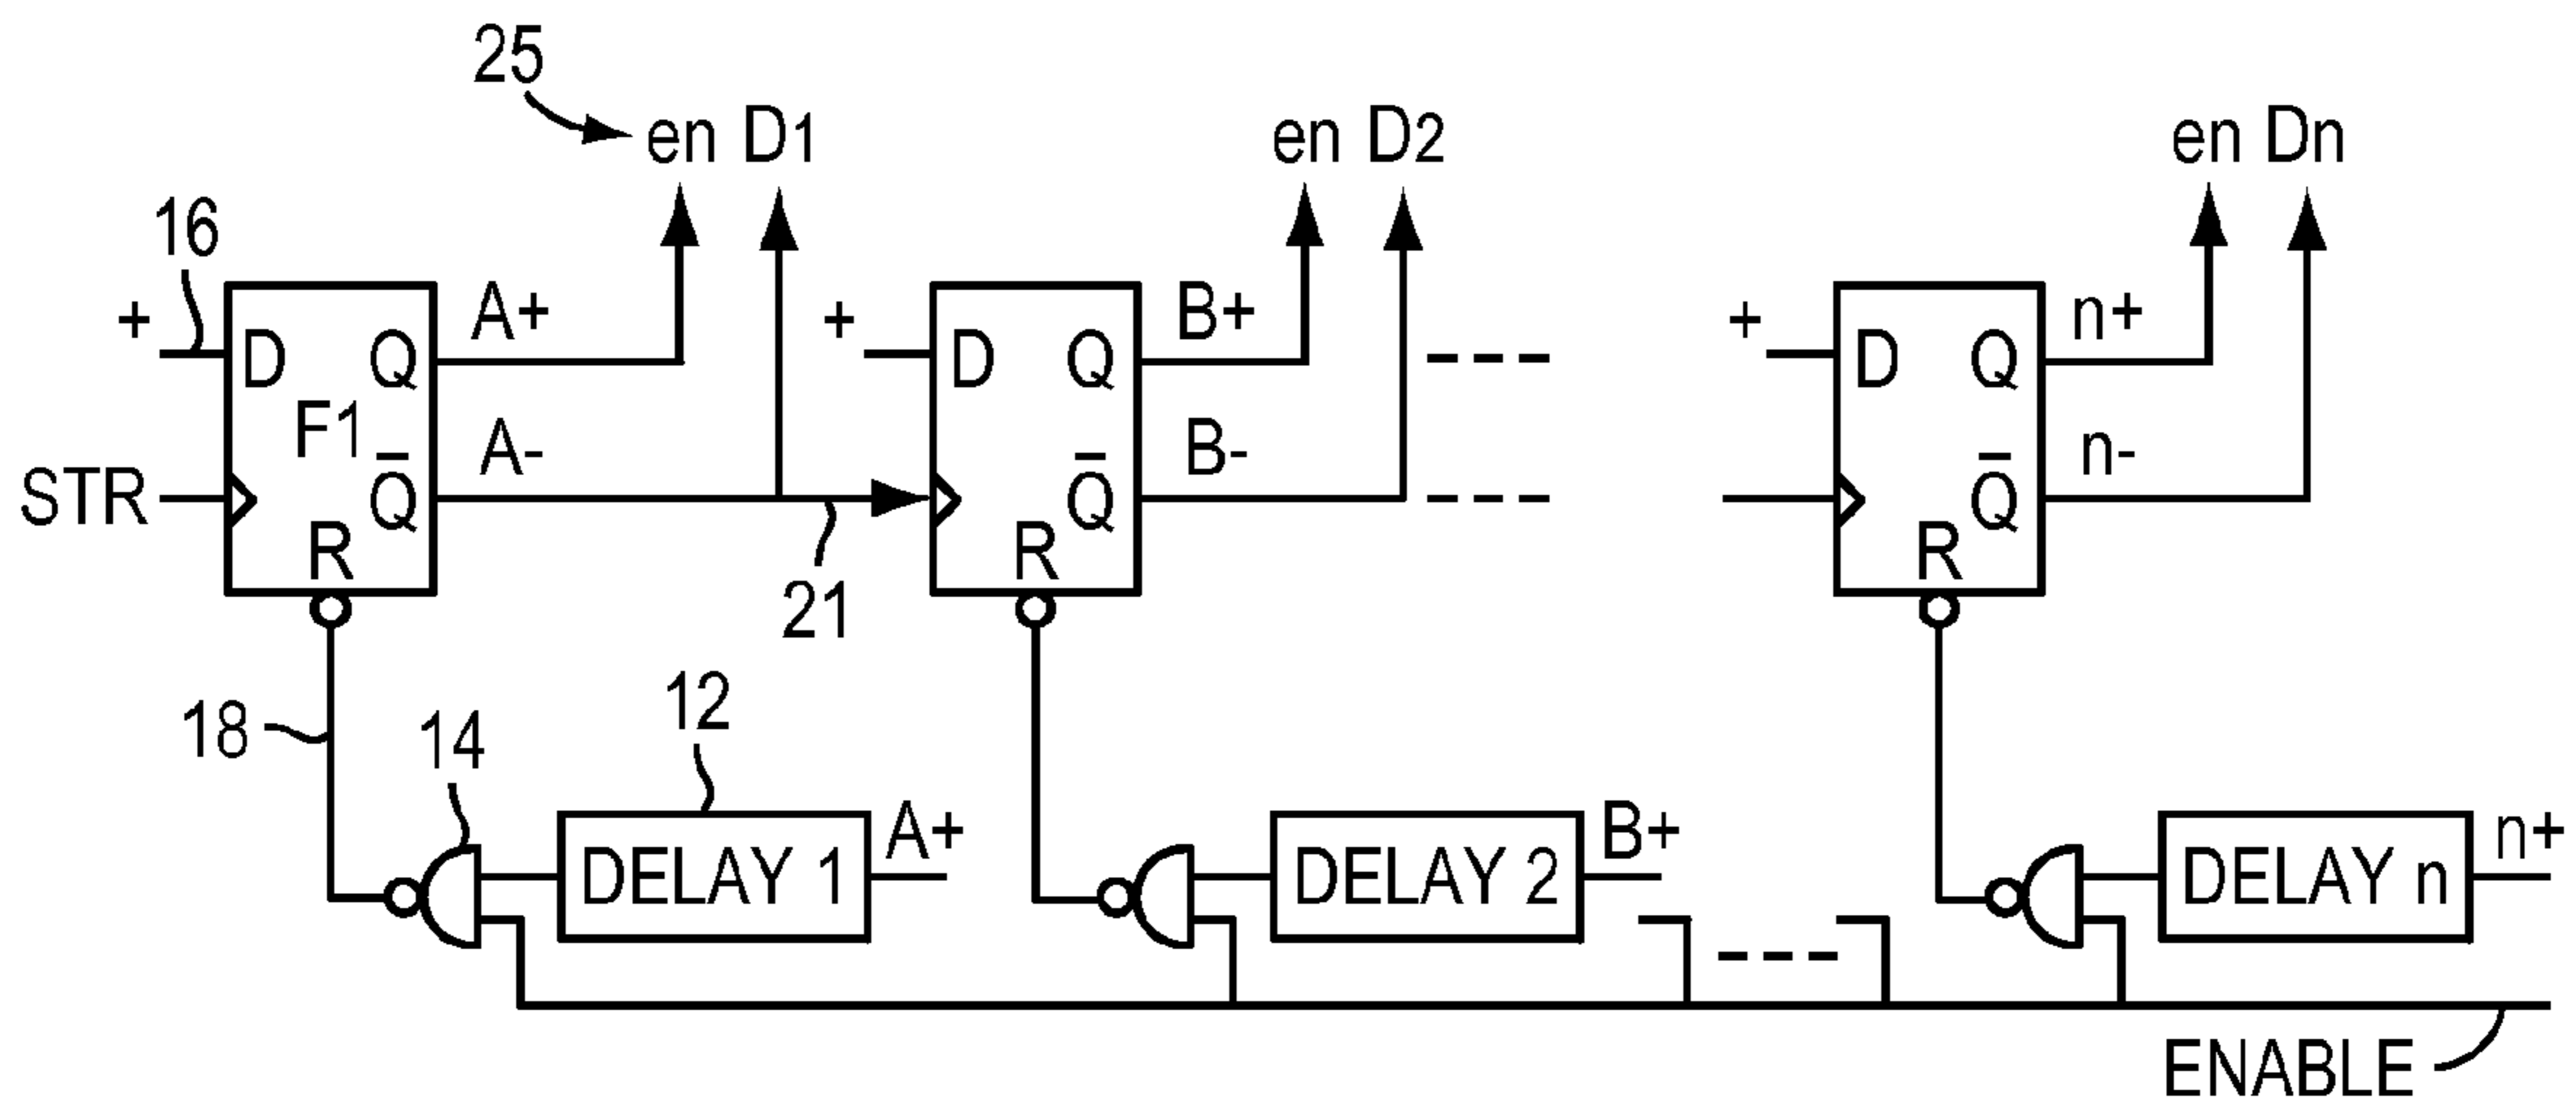 25
en D1
en D2
en Dn
16
+
D
Q
F1
Q̅
R
STR
A+
A-
21
+
D
Q
Q̅
R
B+
B-
+
D
Q
Q̅
R
n+
n-
18
14
12
DELAY 1
A+
DELAY 2
B+
DELAY n
n+
ENABLE